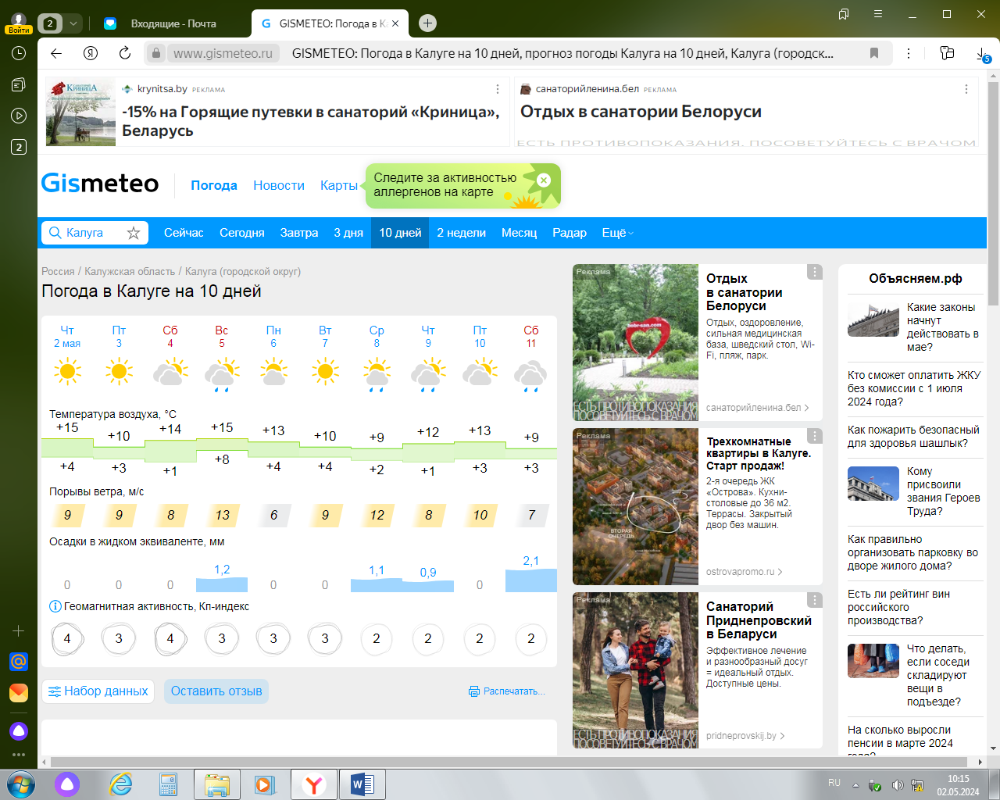 Войти
2
Входящие - Почта
GISMETEO: Погода в К
www.gismeteo.ru
GISMETEO: Погода в Калуге на 10 дней, прогноз погоды Калуга на 10 дней, Калуга (городск...
5
2
krynitsa.by РЕКЛАМА
-15% на Горящие путевки в санаторий «Криница», Беларусь
санаторийленина.бел РЕКЛАМА
Отдых в санатории Белоруси
ЕСТЬ ПРОТИВОПОКАЗАНИЯ. ПОСОВЕТУЙТЕСЬ С ВРАЧОМ
Gismeteo
Погода Новости Карты
Следите за активностью
аллергенов на карте
Калуга
Сейчас Сегодня Завтра 3 дня 10 дней 2 недели Месяц Радар Ещё
Россия / Калужская область / Калуга (городской округ)
Погода в Калуге на 10 дней
Чт Пт Сб Вс Пн Вт Ср Чт Пт Сб
2 мая 3 4 5 6 7 8 9 10 11
Температура воздуха, °C
+15 +10 +14 +15 +13 +10 +9 +12 +13 +9
+4 +3 +1 +8 +4 +4 +2 +1 +3 +3
Порывы ветра, м/с
9 9 8 13 6 9 12 8 10 7
Осадки в жидком эквиваленте, мм
0 0 0 1,2 0 0 1,1 0,9 0 2,1
Геомагнитная активность, Кп-индекс
4 3 4 3 3 3 2 2 2 2
Набор данных
Оставить отзыв
Распечатать...
Реклама
Отдых
в санатории
Белоруси
Отдых, оздоровление,
сильная медицинская
база, шведский стол, Wi-
Fi, пляж, парк.
санаторийленина.бел
bobr-san.com
ЕСТЬ ПРОТИВОПОКАЗАНИЯ
ПОСОВЕТУЙТЕСЬ С ВРАЧОМ
Реклама
Трехкомнатные
квартиры в Калуге.
Старт продаж!
2-я очередь ЖК
«Острова». Кухни-
столовые до 36 м2.
Террасы. Закрытый
двор без машин.
ostrovapromo.ru
ВТОРАЯ
ОЧЕРЕДЬ
Реклама
Санаторий
Приднепровский
в Беларуси
Эффективное лечение
и разнообразный досуг
= идеальный отдых.
Доступные цены.
pridneprovskij.by
ЕСТЬ ПРОТИВОПОКАЗАНИЯ
ПОСОВЕТУЙТЕСЬ С ВРАЧОМ
Объясняем.рф
Какие законы
начнут
действовать в
мае?
Кто сможет оплатить ЖКУ
без комиссии с 1 июля
2024 года?
Как пожарить безопасный
для здоровья шашлык?
Кому
присвоили
звания Героев
Труда?
Как правильно
организовать парковку во
дворе жилого дома?
Есть ли рейтинг вин
российского
производства?
Что делать,
если соседи
складируют
вещи в
подъезде?
На сколько выросли
пенсии в марте 2024
года?
RU
10:15
02.05.2024